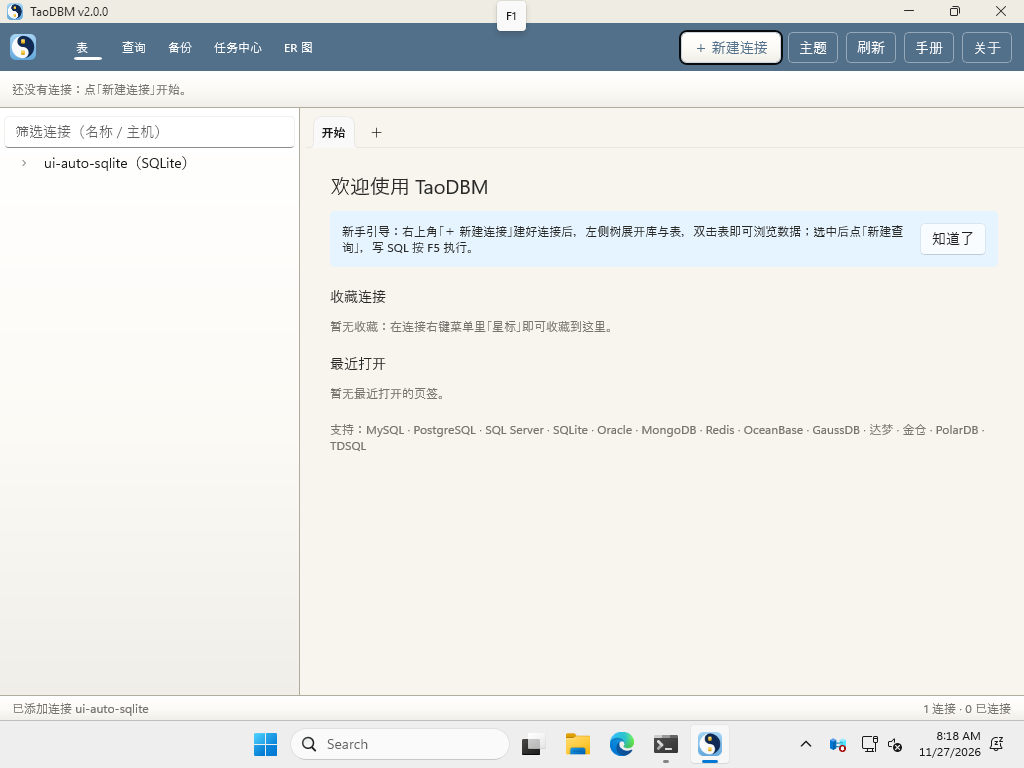 TaoDBM v2.0.0
F1
表 查询 备份 任务中心 ER 图 + 新建连接 主题 刷新 手册 关于
还没有连接：点「新建连接」开始。
筛选连接（名称 / 主机）
ui-auto-sqlite（SQLite）
开始 +
欢迎使用 TaoDBM
新手引导：右上角「＋ 新建连接」建好连接后，左侧树展开库与表，双击表即可浏览数据；选中后点「新建查
询」，写 SQL 按 F5 执行。
知道了
收藏连接
暂无收藏：在连接右键菜单里「星标」即可收藏到这里。
最近打开
暂无最近打开的页签。
支持：MySQL · PostgreSQL · SQL Server · SQLite · Oracle · MongoDB · Redis · OceanBase · GaussDB · 达梦 · 金仓 · PolarDB ·
TDSQL
已添加连接 ui-auto-sqlite
1 连接 · 0 已连接
Search
8:18 AM
11/27/2026